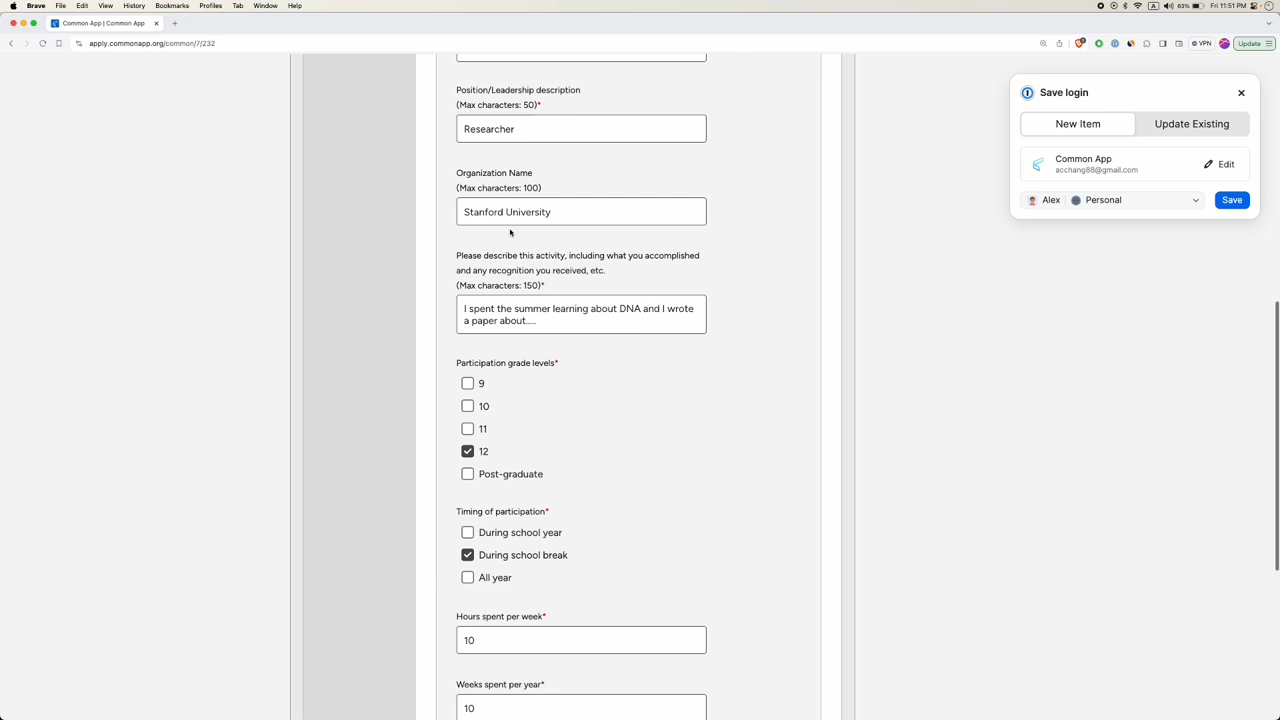 Brave File Edit View History Bookmarks Profiles Tab Window Help
A 63% Fri 11:51 PM
Common App | Common App
apply.commonapp.org/common/7/232
VPN Update
Save login
New Item Update Existing
Common App
acchang88@gmail.com
Edit
Alex Personal Save
Position/Leadership description
(Max characters: 50)*
Researcher
Organization Name
(Max characters: 100)
Stanford University
Please describe this activity, including what you accomplished
and any recognition you received, etc.
(Max characters: 150)*
I spent the summer learning about DNA and I wrote
a paper about.....
Participation grade levels*
9
10
11
12
Post-graduate
Timing of participation*
During school year
During school break
All year
Hours spent per week*
10
Weeks spent per year*
10